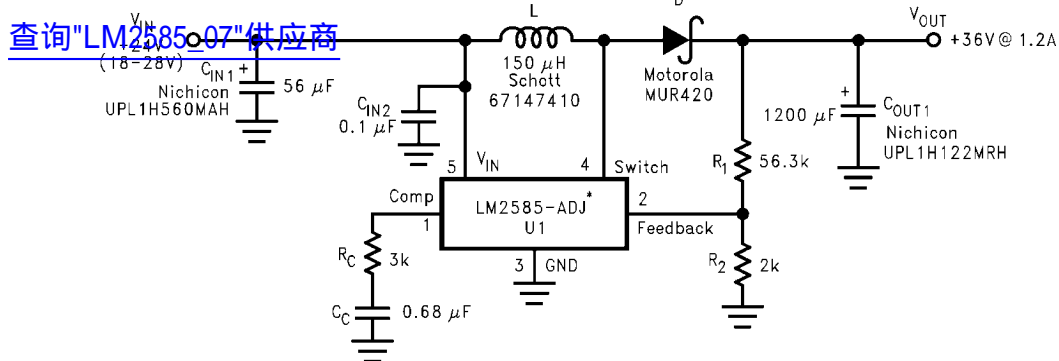 V_IN
查询"LM2585_07"供应商
+24V
(18-28V)
C_IN1 +
Nichicon
UPL1H560MAH
56 μF
C_IN2
0.1 μF
L
150 μH
Schott
67147410
D
Motorola
MUR420
V_OUT
+36V @ 1.2A
+
1200 μF
C_OUT1
Nichicon
UPL1H122MRH
R_1
56.3k
5
V_IN
4
Switch
Comp
1
LM2585-ADJ*
U1
2
Feedback
3
GND
R_C
3k
C_C
0.68 μF
R_2
2k